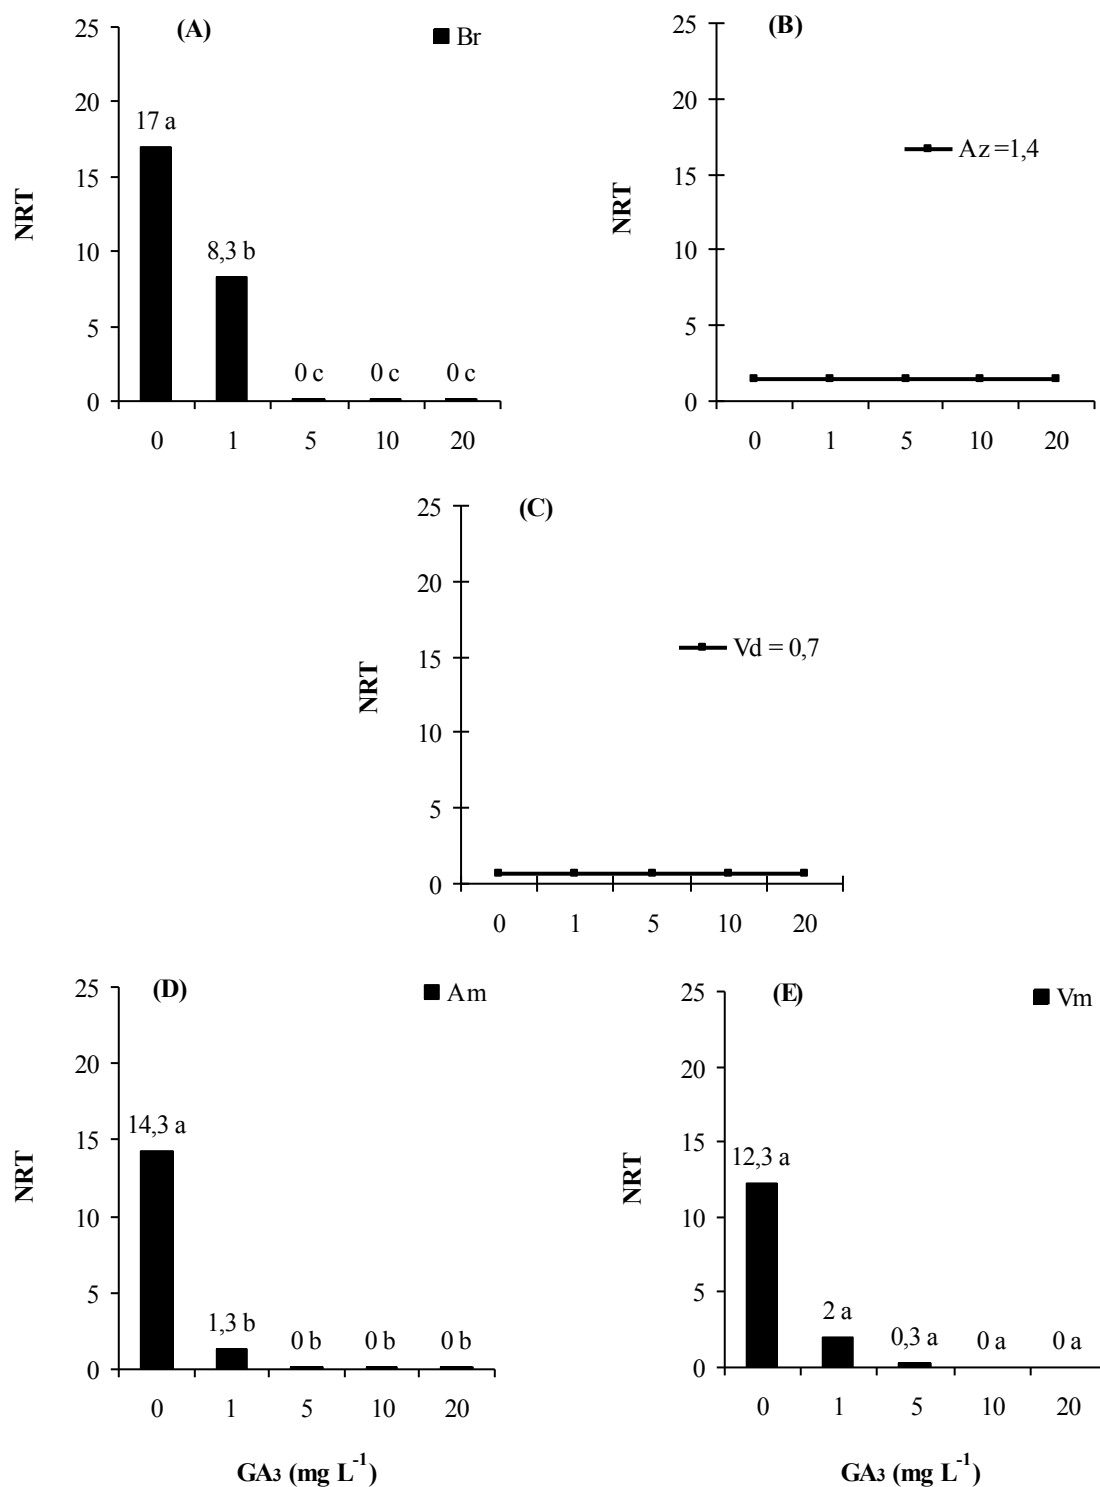 (A)
Br
25
20
15
10
5
0
NRT
17 a
8,3 b
0 c
0 c
0 c
0 1 5 10 20
(B)
25
20
15
10
5
0
NRT
Az =1,4
0 1 5 10 20
(C)
25
20
15
10
5
0
NRT
Vd = 0,7
0 1 5 10 20
(D)
Am
25
20
15
10
5
0
NRT
14,3 a
1,3 b
0 b
0 b
0 b
0 1 5 10 20
GA3 (mg L-1)
(E)
Vm
25
20
15
10
5
0
NRT
12,3 a
2 a
0,3 a
0 a
0 a
0 1 5 10 20
GA3 (mg L-1)